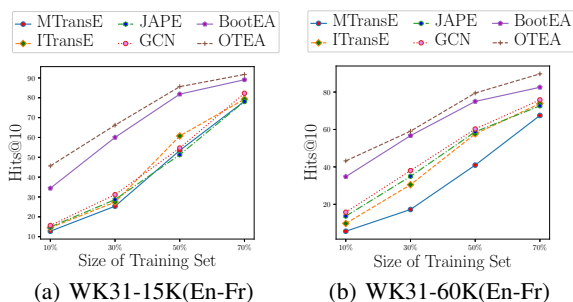 MTransE JAPE BootEA
ITransE GCN OTEA
MTransE JAPE BootEA
ITransE GCN OTEA
Hits@10
90
80
70
60
50
40
30
20
10
10% 30% 50% 70%
Size of Training Set
Hits@10
80
60
40
20
10% 30% 50% 70%
Size of Training Set
(a) WK31-15K(En-Fr)
(b) WK31-60K(En-Fr)